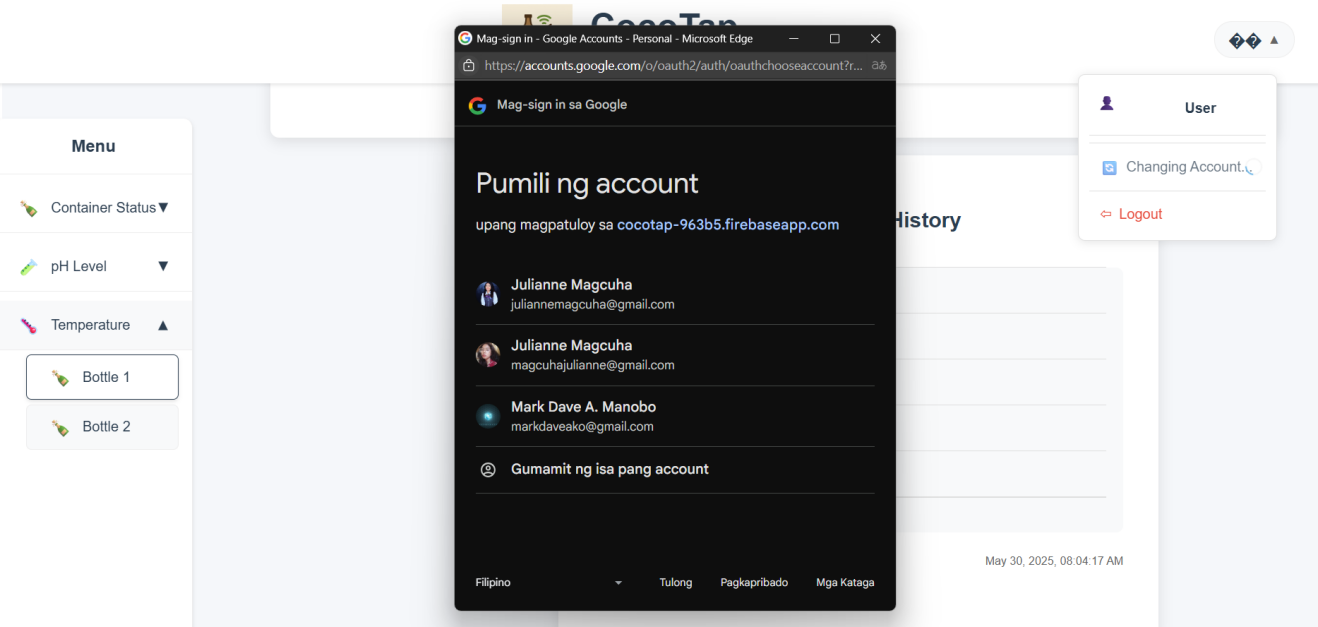 CocoTap
Mag-sign in - Google Accounts - Personal - Microsoft Edge
https://accounts.google.com/o/oauth2/auth/oauthchooseaccount?r...
Mag-sign in sa Google
Pumili ng account
upang magpatuloy sa cocotap-963b5.firebaseapp.com
Julianne Magcuha
juliannemagcuha@gmail.com
Julianne Magcuha
magcuhajulianne@gmail.com
Mark Dave A. Manobo
markdaveako@gmail.com
Gumamit ng isa pang account
Filipino
Tulong
Pagkapribado
Mga Kataga
Menu
Container Status▼
pH Level ▼
Temperature ▲
Bottle 1
Bottle 2
�� ▲
User
Changing Account.
Logout
History
May 30, 2025, 08:04:17 AM